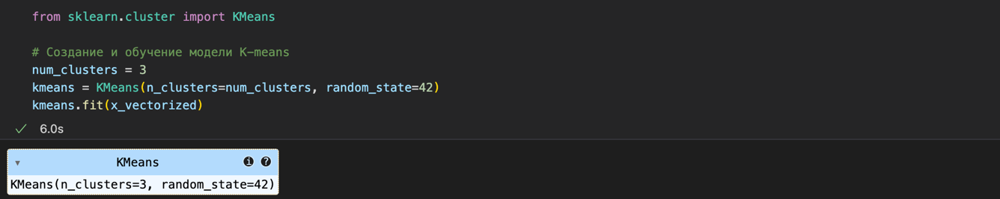 from sklearn.cluster import KMeans
# Создание и обучение модели K-means
num_clusters = 3
kmeans = KMeans(n_clusters=num_clusters, random_state=42)
kmeans.fit(x_vectorized)
6.0s
KMeans
KMeans(n_clusters=3, random_state=42)